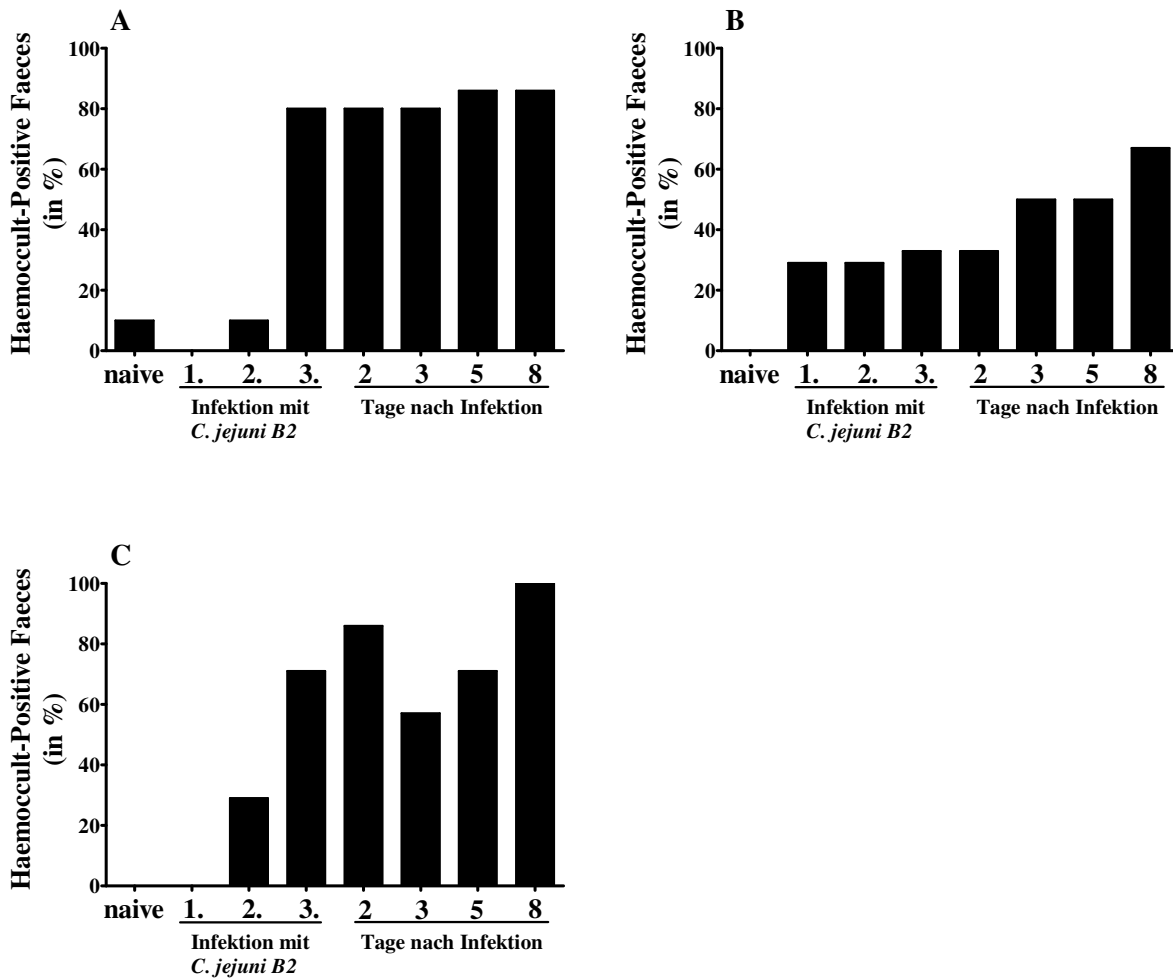 A
Haemoccult-Positive Faeces
(in %)
100
80
60
40
20
0
naive 1. 2. 3. 2 3 5 8
Infektion mit Tage nach Infektion
C. jejuni B2
B
Haemoccult-Positive Faeces
(in %)
100
80
60
40
20
0
naive 1. 2. 3. 2 3 5 8
Infektion mit Tage nach Infektion
C. jejuni B2
C
Haemoccult-Positive Faeces
(in %)
100
80
60
40
20
0
naive 1. 2. 3. 2 3 5 8
Infektion mit Tage nach Infektion
C. jejuni B2